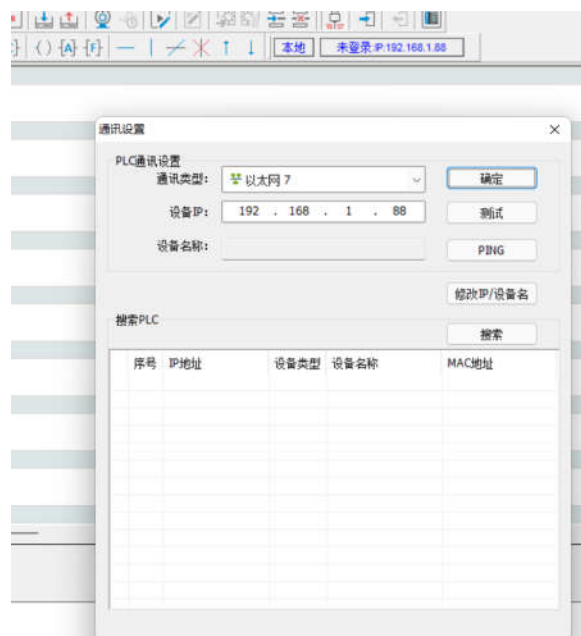 本地 未登录:IP:192.168.1.88
通讯设置
PLC通讯设置
通讯类型: 以太网 7 确定
设备IP: 192 . 168 . 1 . 88 测试
设备名称: PING
修改IP/设备名
搜索PLC
搜索
序号 IP地址 设备类型 设备名称 MAC地址